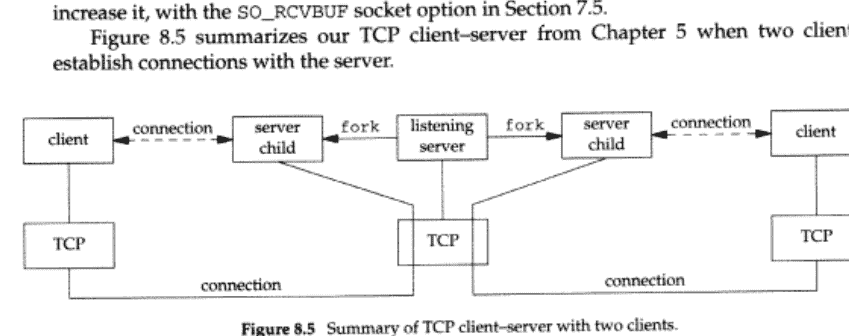 increase it, with the SO_RCVBUF socket option in Section 7.5.
Figure 8.5 summarizes our TCP client–server from Chapter 5 when two client
establish connections with the server.
client
connection
server
child
fork
listening
server
fork
server
child
connection
client
TCP
TCP
TCP
connection
connection
Figure 8.5 Summary of TCP client–server with two clients.